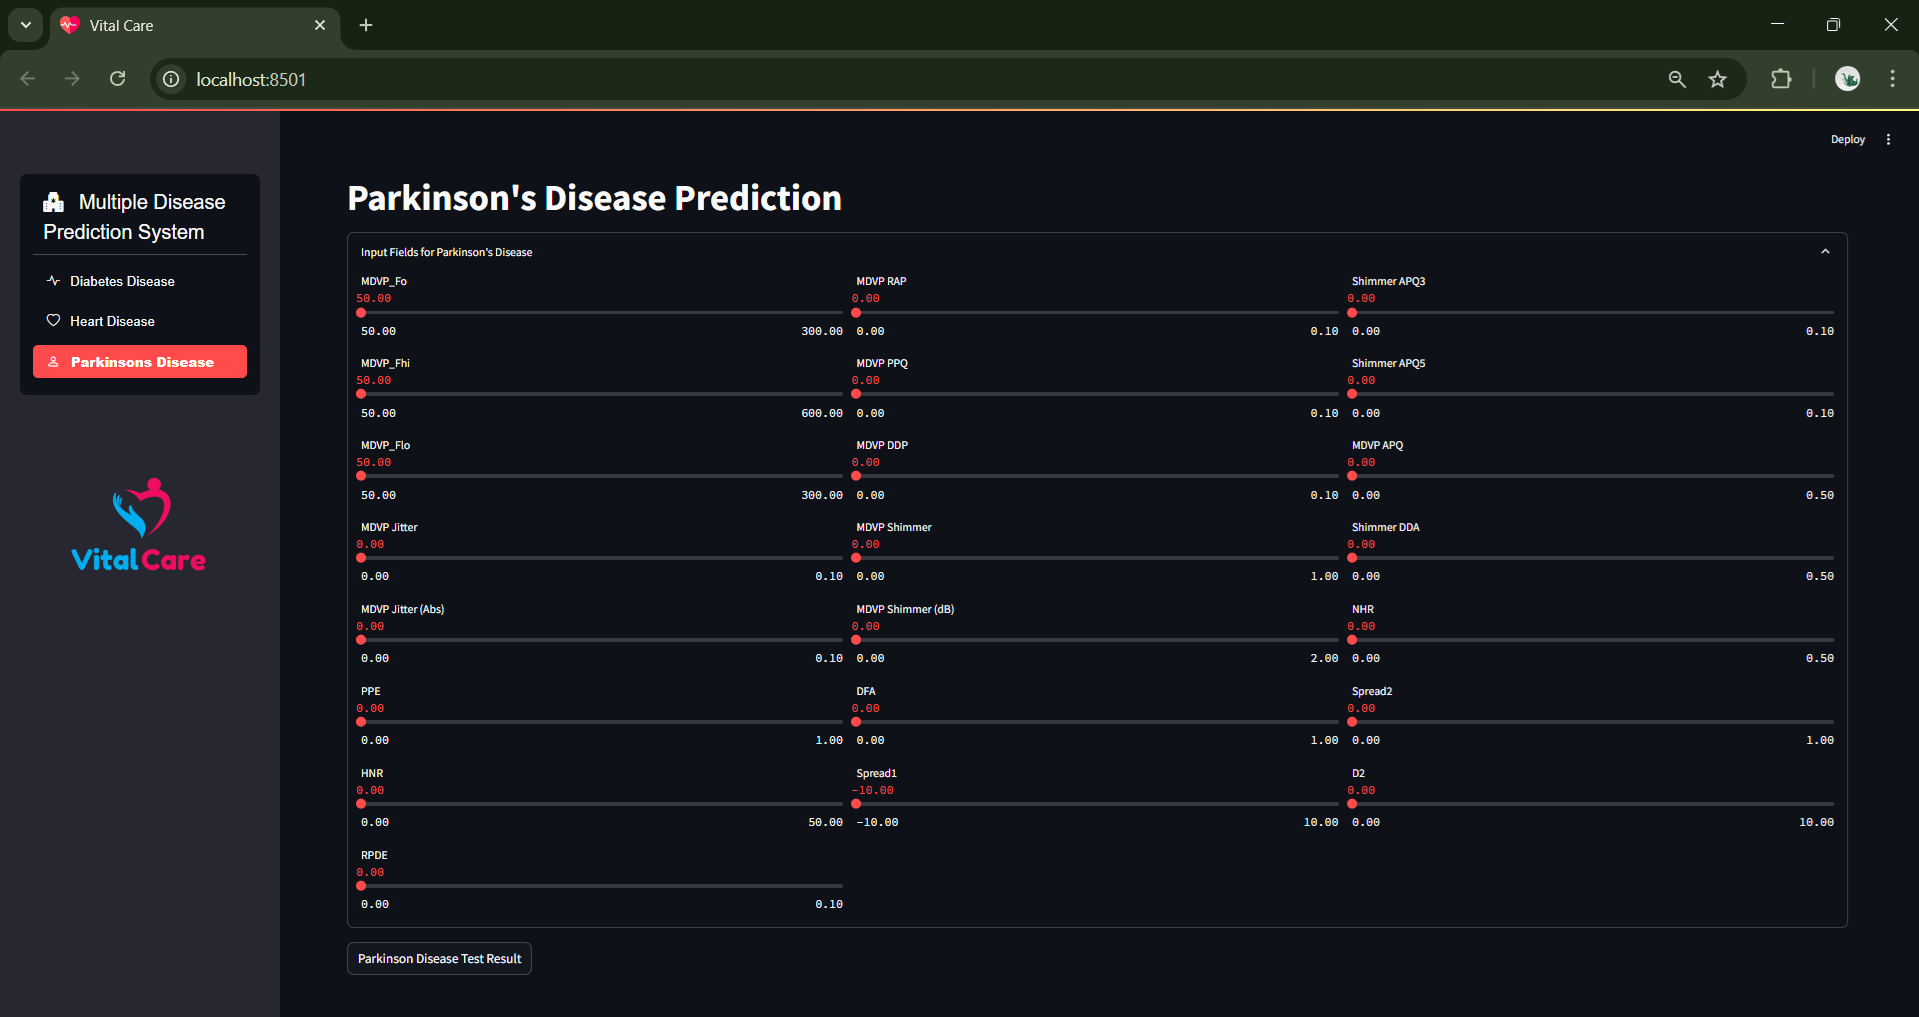 Vital Care
localhost:8501
Deploy
Multiple Disease
Prediction System
Diabetes Disease
Heart Disease
Parkinsons Disease
Vital Care
Parkinson's Disease Prediction
Input Fields for Parkinson's Disease
MDVP_Fo
50.00
50.00 300.00
MDVP_Fhi
50.00
50.00 600.00
MDVP_Flo
50.00
50.00 300.00
MDVP Jitter
0.00
0.00 0.10
MDVP Jitter (Abs)
0.00
0.00 0.10
PPE
0.00
0.00 1.00
HNR
0.00
0.00 50.00
RPDE
0.00
0.00 0.10
MDVP RAP
0.00
0.00 0.10
MDVP PPQ
0.00
0.00 0.10
MDVP DDP
0.00
0.00 0.10
MDVP Shimmer
0.00
0.00 1.00
MDVP Shimmer (dB)
0.00
0.00 2.00
DFA
0.00
0.00 1.00
Spread1
-10.00
-10.00 10.00
Shimmer APQ3
0.00
0.00 0.10
Shimmer APQ5
0.00
0.00 0.10
MDVP APQ
0.00
0.00 0.50
Shimmer DDA
0.00
0.00 0.50
NHR
0.00
0.00 0.50
Spread2
0.00
0.00 1.00
D2
0.00
0.00 10.00
Parkinson Disease Test Result